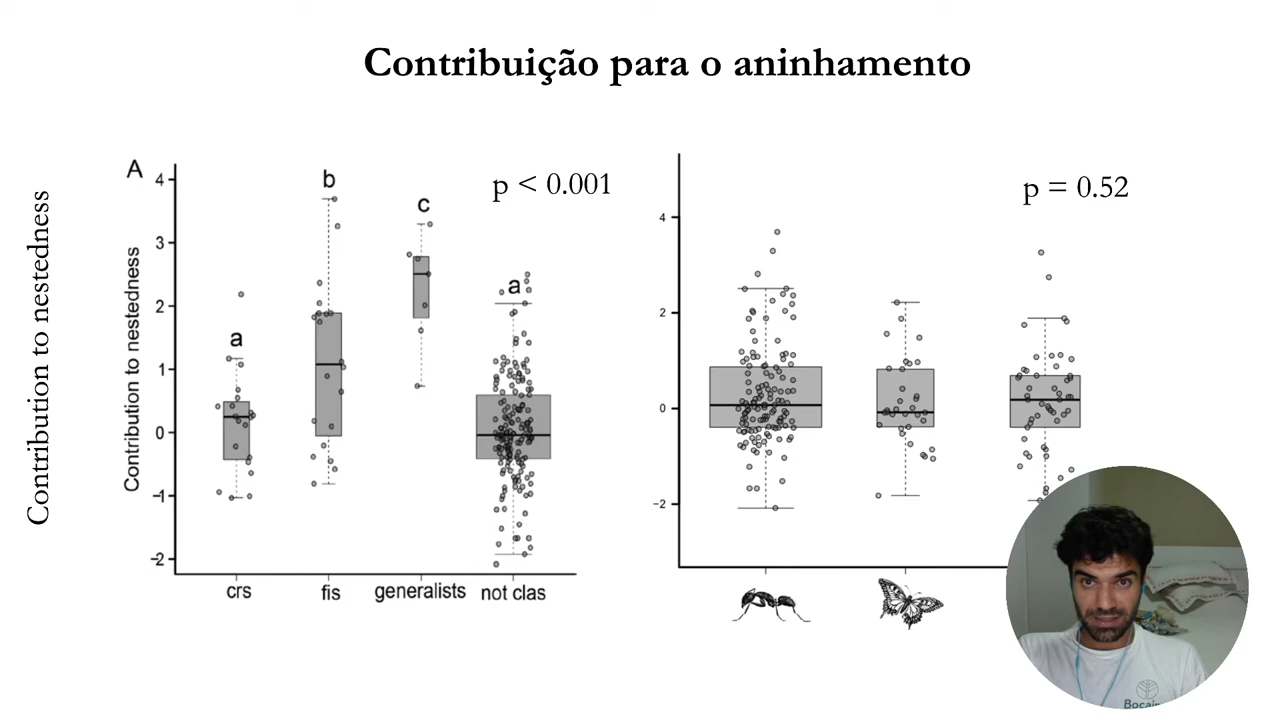 Contribuição para o aninhamento
Contribution to nestedness
A
Contribution to nestedness
4
3
2
1
0
−1
−2
a
b
c
a
p < 0.001
crs
fis
generalists
not clas
4
2
0
−2
p = 0.52